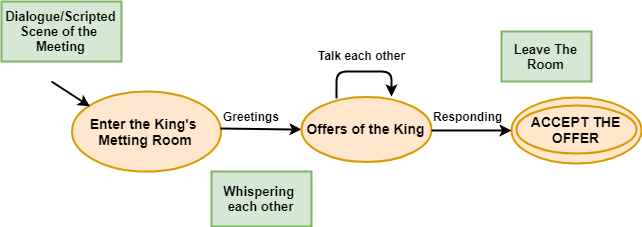 Dialogue/Scripted
Scene of the
Meeting
Talk each other
Leave The
Room
Enter the King's
Metting Room
Greetings
Offers of the King
Responding
ACCEPT THE
OFFER
Whispering
each other